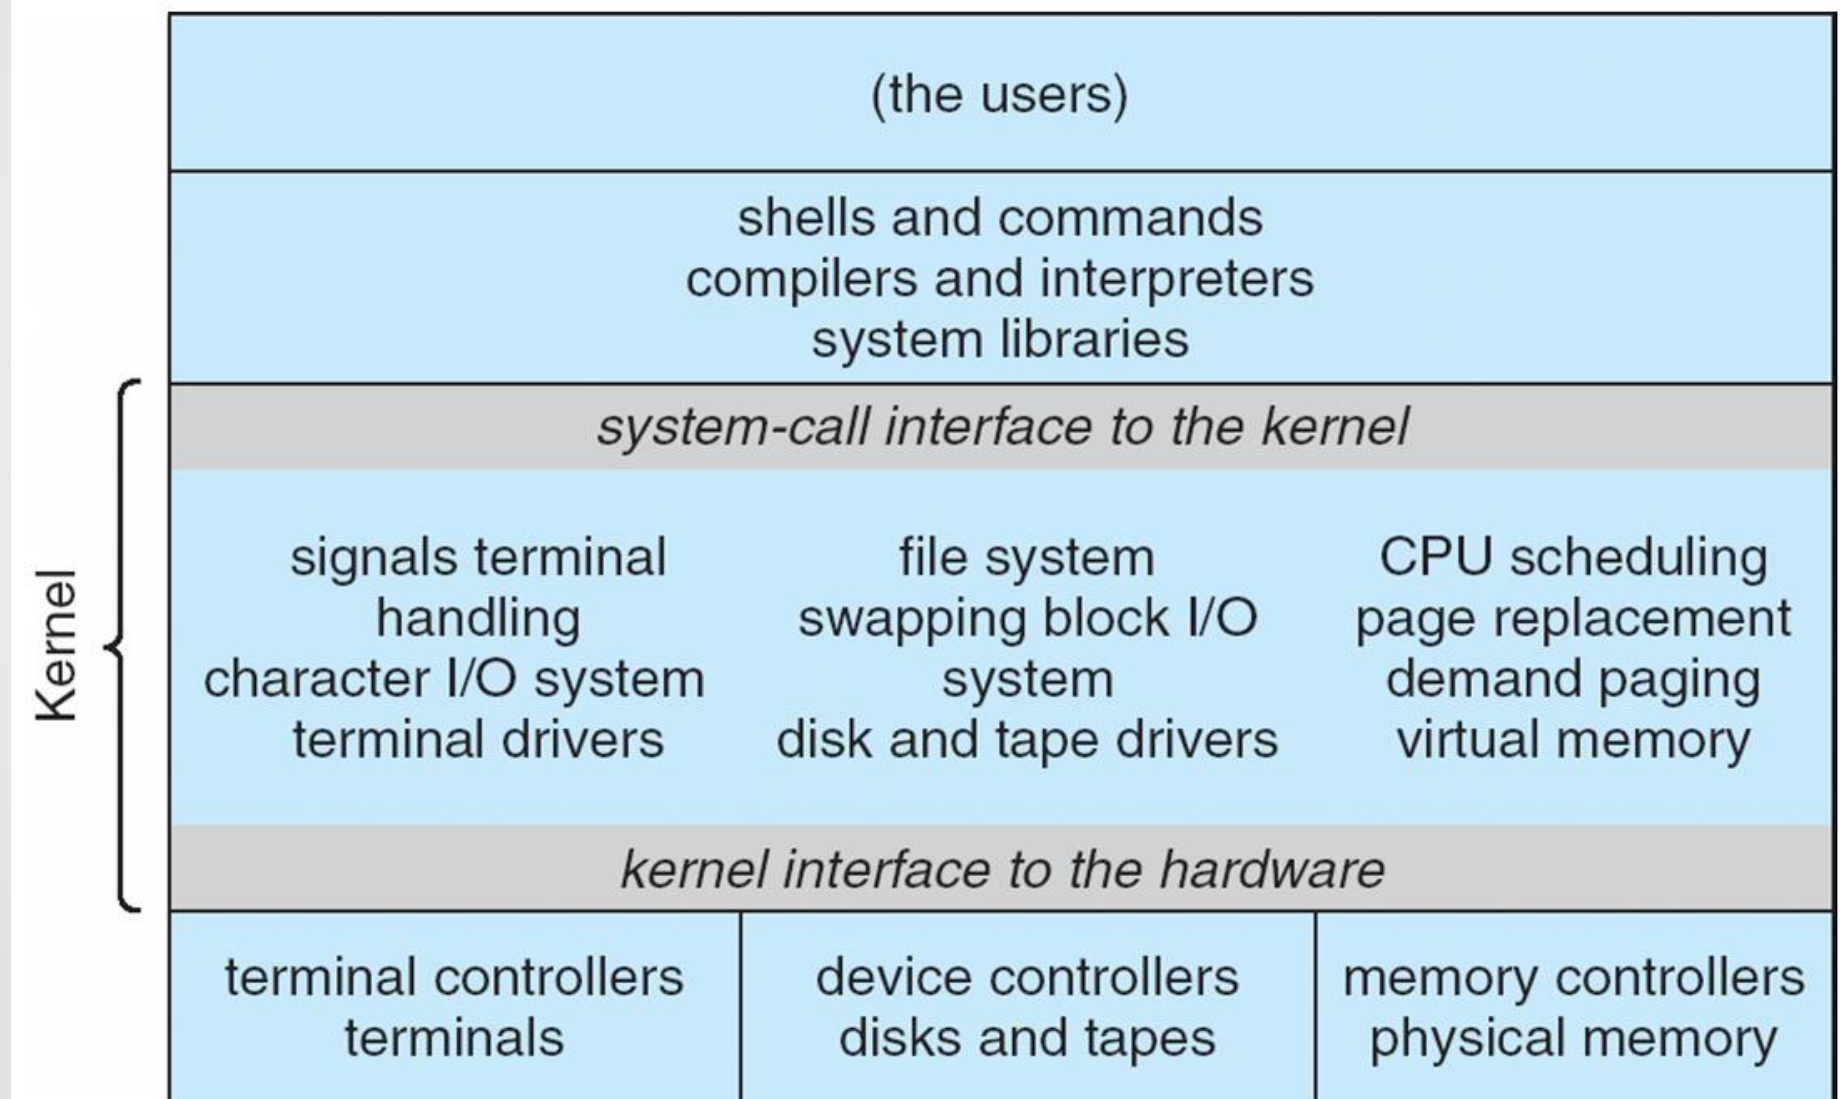 (the users)
shells and commands
compilers and interpreters
system libraries
system-call interface to the kernel
Kernel
signals terminal
handling
character I/O system
terminal drivers
file system
swapping block I/O
system
disk and tape drivers
CPU scheduling
page replacement
demand paging
virtual memory
kernel interface to the hardware
terminal controllers
terminals
device controllers
disks and tapes
memory controllers
physical memory